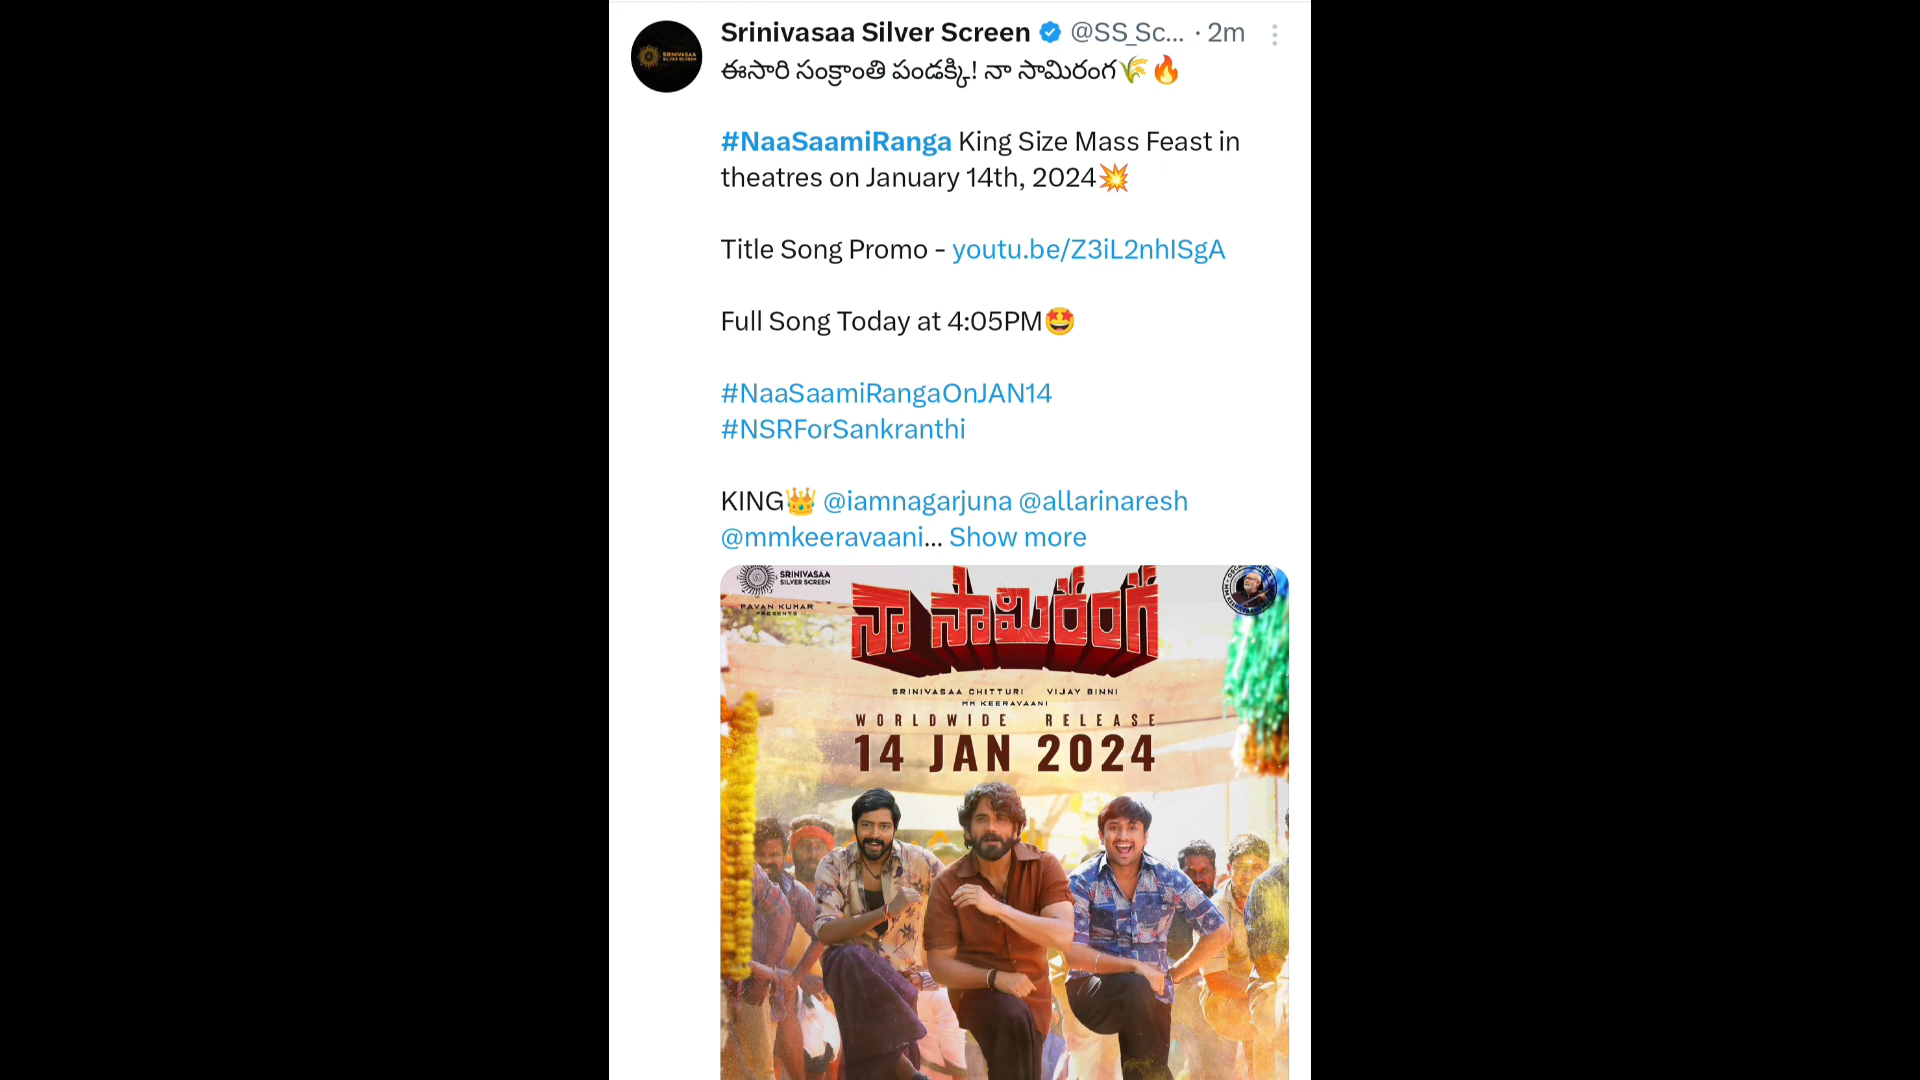 Srinivasaa Silver Screen @SS_Sc... · 2m
ఈసారి సంక్రాంతి పండక్కి! నా సామిరంగ🌾🔥
#NaaSaamiRanga King Size Mass Feast in
theatres on January 14th, 2024💥
Title Song Promo - youtu.be/Z3iL2nhISgA
Full Song Today at 4:05PM🤩
#NaaSaamiRangaOnJAN14
#NSRForSankranthi
KING👑 @iamnagarjuna @allarinaresh
@mmkeeravaani... Show more
SRINIVASAA
SILVER SCREEN
PAVAN KUMAR
PRESENTS
నా సామిరంగ
SRINIVASAA CHITTURI VIJAY BINNI
MM KEERAVAANI
WORLDWIDE RELEASE
14 JAN 2024